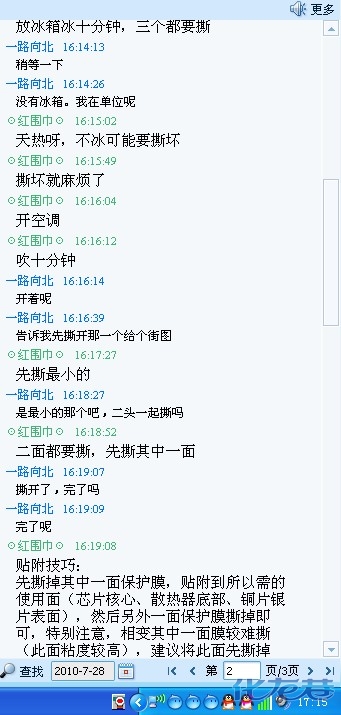 更多
放冰箱冰十分钟，三个都要撕
一路向北 16:14:13
稍等一下
一路向北 16:14:26
没有冰箱。我在单位呢
红围巾 16:15:02
天热呀，不冰可能要撕坏
红围巾 16:15:49
撕坏就麻烦了
红围巾 16:16:04
开空调
红围巾 16:16:12
吹十分钟
一路向北 16:16:14
开着呢
一路向北 16:16:39
告诉我先撕开那一个给个街图
红围巾 16:17:27
先撕最小的
一路向北 16:18:27
是最小的那个吧，二头一起撕吗
红围巾 16:18:52
二面都要撕，先撕其中一面
一路向北 16:19:07
撕开了，完了吗
一路向北 16:19:09
完了呢
红围巾 16:19:08
贴附技巧：
先撕掉其中一面保护膜，贴附到所以需的
使用面（芯片核心、散热器底部、铜片银
片表面），然后另外一面保护膜撕掉即
可，特别注意，相变其中一面膜较难撕
（此面粘度较高），建议将此面先撕掉
查找 2010-7-28 第 2 页/3页
17:15